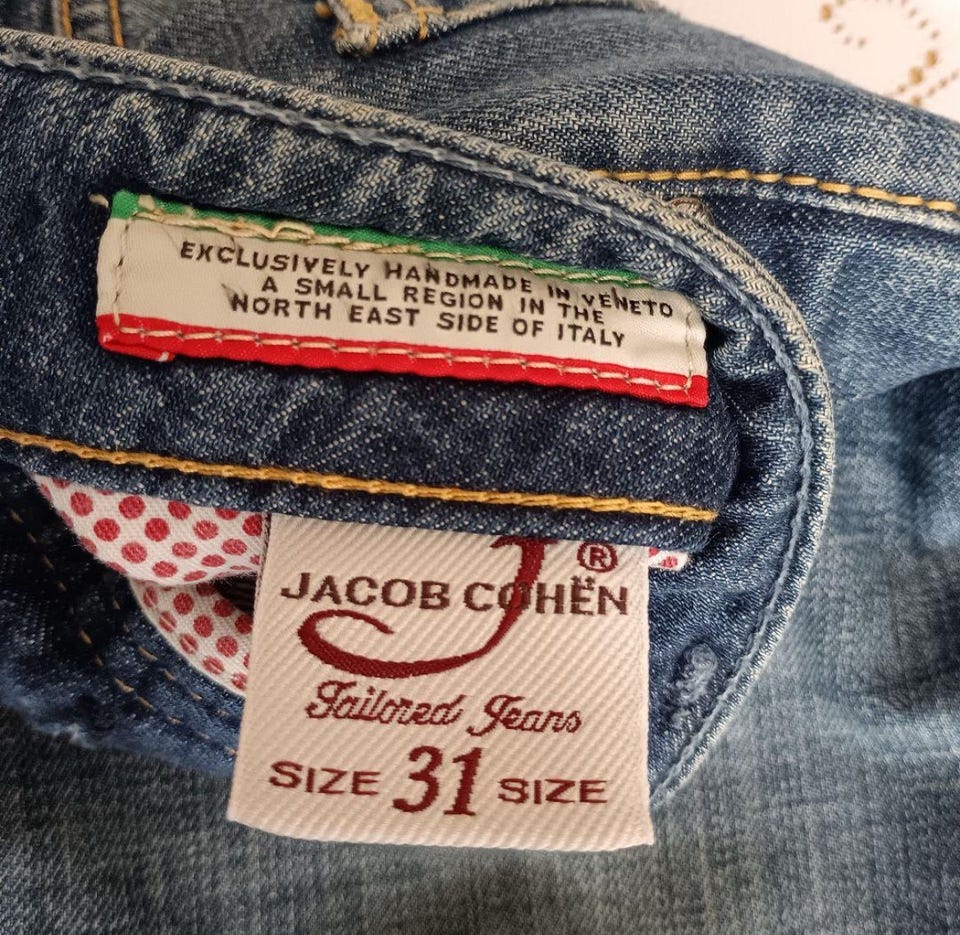 EXCLUSIVELY HANDMADE IN VENETO
A SMALL REGION IN THE
NORTH EAST SIDE OF ITALY
J ®
JACOB COHËN
Tailored Jeans
SIZE 31 SIZE